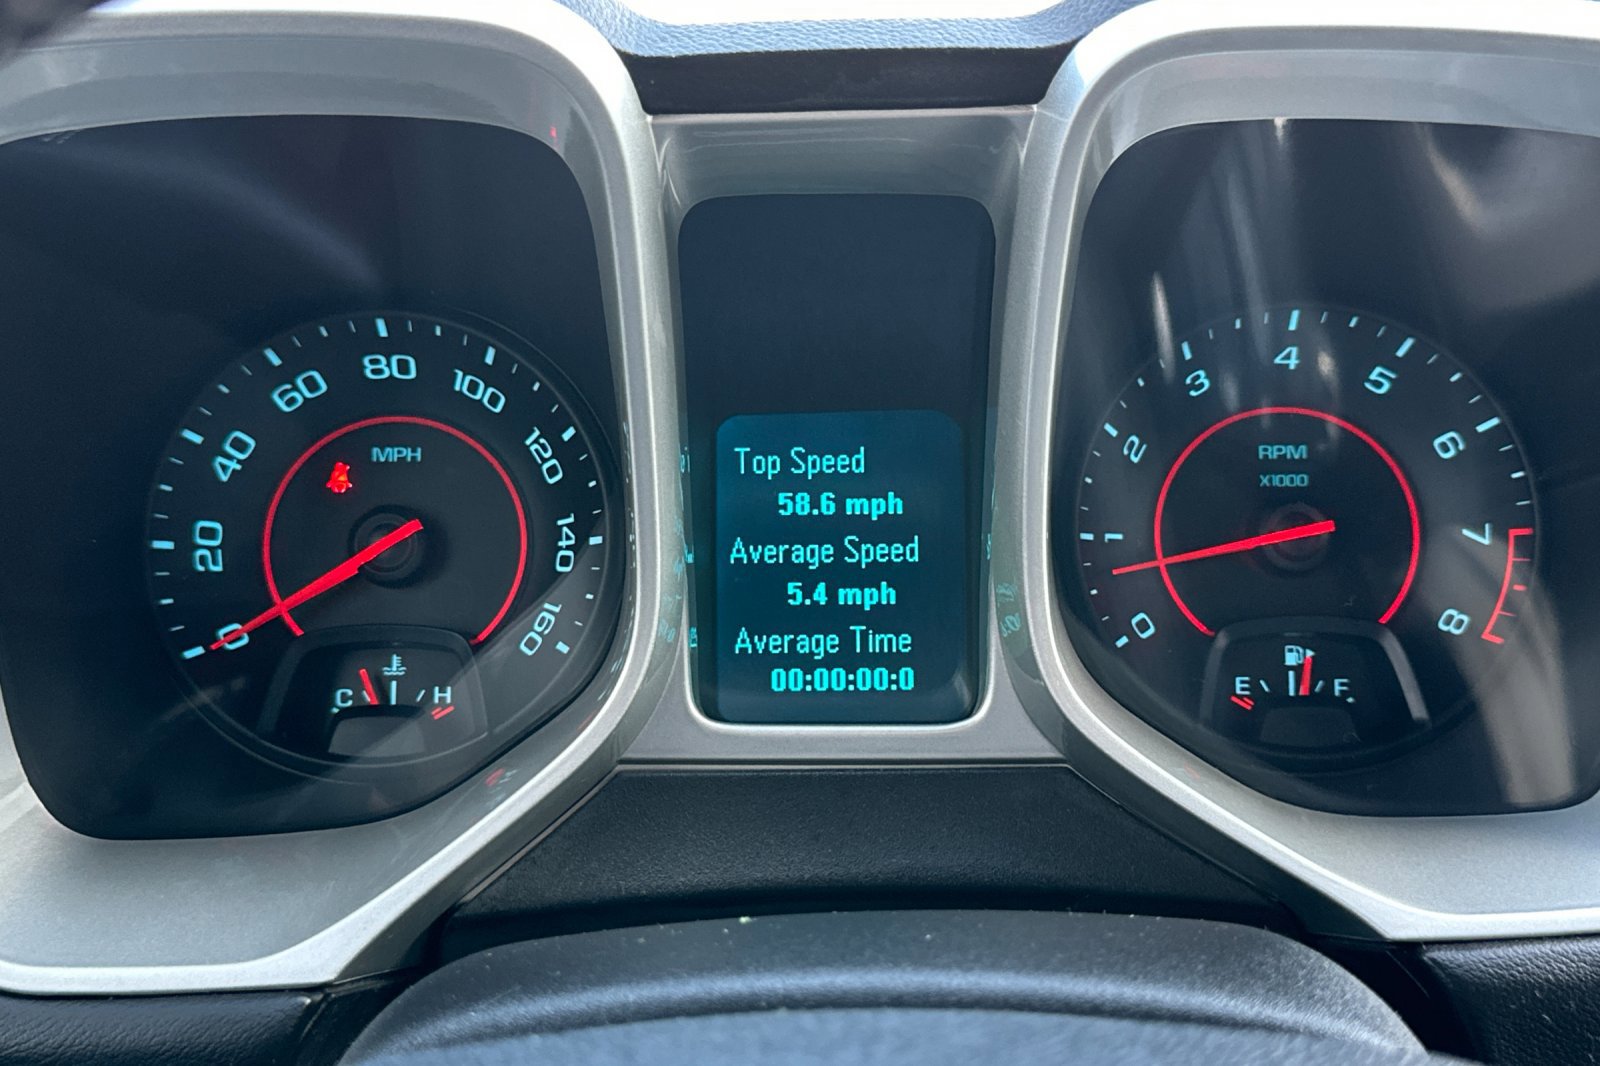 0
20
40
60
80
100
120
140
160
MPH
C H
Top Speed
58.6 mph
Average Speed
5.4 mph
Average Time
00:00:00:0
0
1
2
3
4
5
6
7
8
RPM
X1000
E F